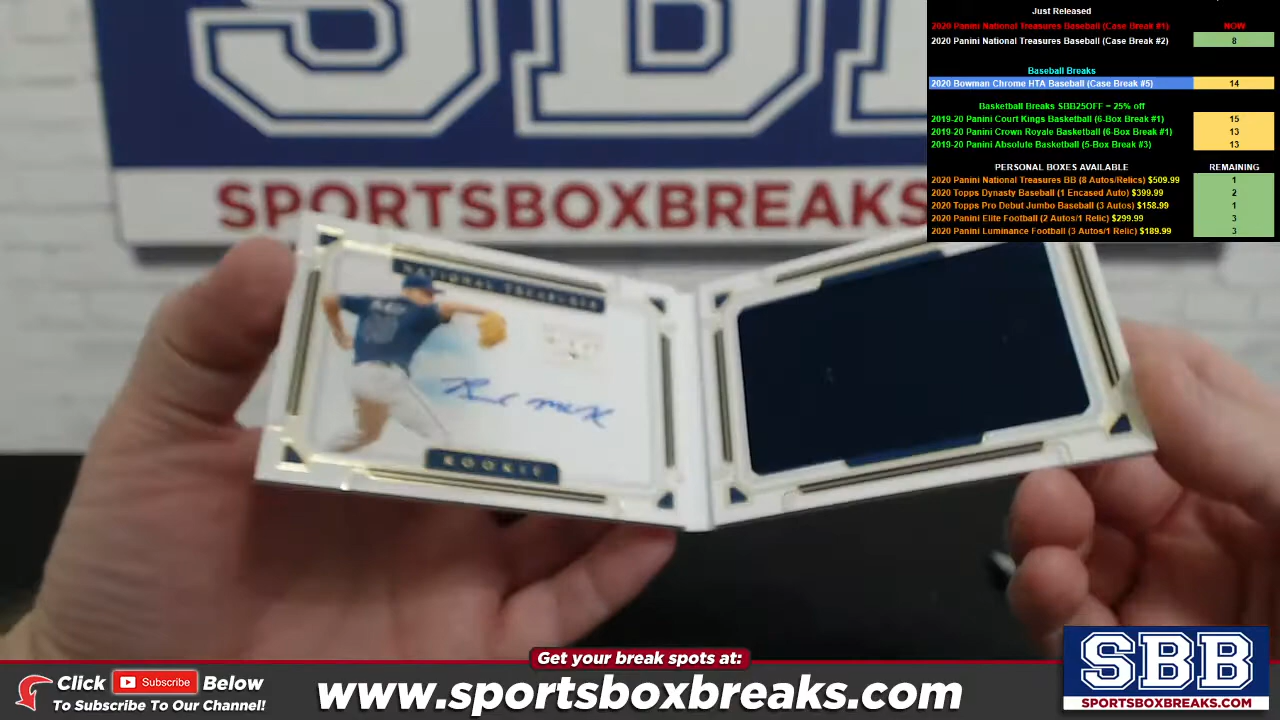 SBB
SPORTSBOXBREAKS
Just Released
2020 Panini National Treasures Baseball (Case Break #1) NOW
2020 Panini National Treasures Baseball (Case Break #2) 8
Baseball Breaks
2020 Bowman Chrome HTA Baseball (Case Break #5) 14
Basketball Breaks SBB25OFF = 25% off
2019-20 Panini Court Kings Basketball (6-Box Break #1) 15
2019-20 Panini Crown Royale Basketball (6-Box Break #1) 13
2019-20 Panini Absolute Basketball (5-Box Break #3) 13
PERSONAL BOXES AVAILABLE REMAINING
2020 Panini National Treasures BB (8 Autos/Relics) $509.99 1
2020 Topps Dynasty Baseball (1 Encased Auto) $399.99 2
2020 Topps Pro Debut Jumbo Baseball (3 Autos) $158.99 1
2020 Panini Elite Football (2 Autos/1 Relic) $299.99 3
2020 Panini Luminance Football (3 Autos/1 Relic) $189.99 3
NATIONAL TREASURES
ROOKIE
Get your break spots at:
Click Subscribe Below
To Subscribe To Our Channel!
www.sportsboxbreaks.com
SBB
SPORTSBOXBREAKS.COM